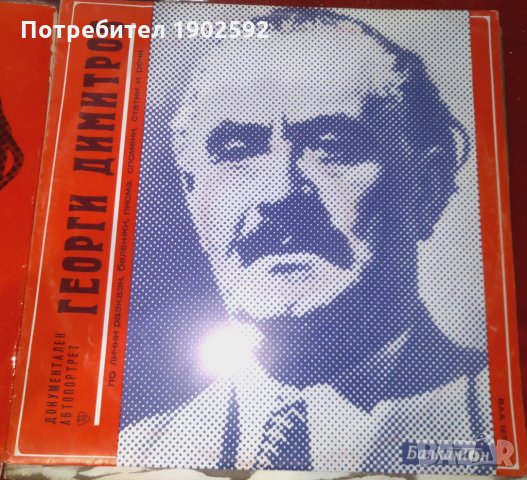 Потребител 1902592
ДОКУМЕНТАЛЕН
АВТОПОРТРЕТ
ГЕОРГИ ДИМИТРОВ
по лични разкази, бележки, писма, спомени, статии и речи
Балкантон